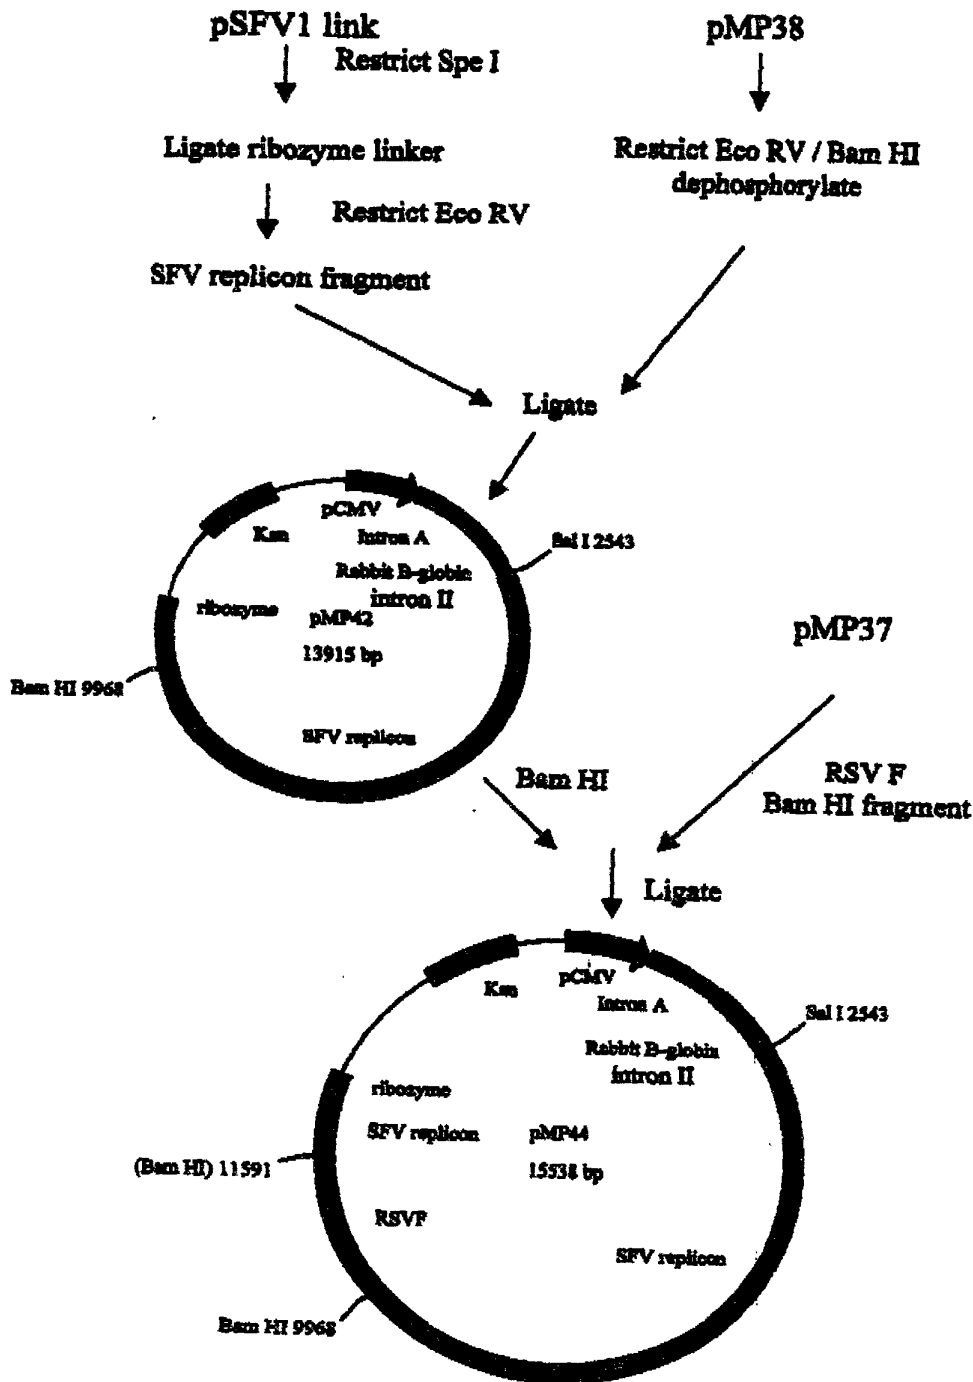 pSFV1 link
Restrict Spe I
Ligate ribozyme linker
Restrict Eco RV
SFV replicon fragment
pMP38
Restrict Eco RV / Bam HI
dephosphorylate
Ligate
pCMV
Kan
Intron A
Sal I 2543
Rabbit B-globin
intron II
ribozyme
pMP42
13915 bp
Bam HI 9968
SFV replicon
pMP37
Bam HI
RSV F
Bam HI fragment
Ligate
pCMV
Kan
Intron A
Sal I 2543
Rabbit B-globin
intron II
ribozyme
SFV replicon
pMP44
(Bam HI) 11591
15538 bp
RSVF
SFV replicon
Bam HI 9968